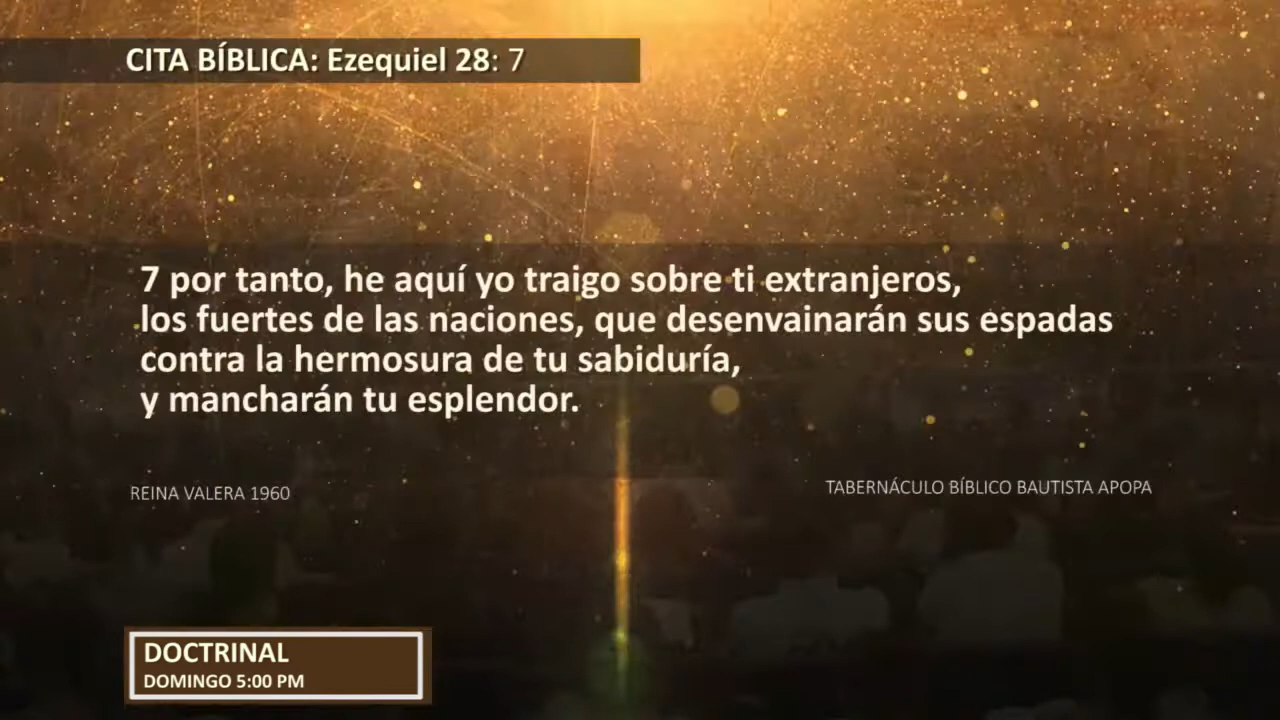 CITA BÍBLICA: Ezequiel 28: 7
7 por tanto, he aquí yo traigo sobre ti extranjeros,
los fuertes de las naciones, que desenvainarán sus espadas
contra la hermosura de tu sabiduría,
y mancharán tu esplendor.
REINA VALERA 1960
TABERNÁCULO BÍBLICO BAUTISTA APOPA
DOCTRINAL
DOMINGO 5:00 PM